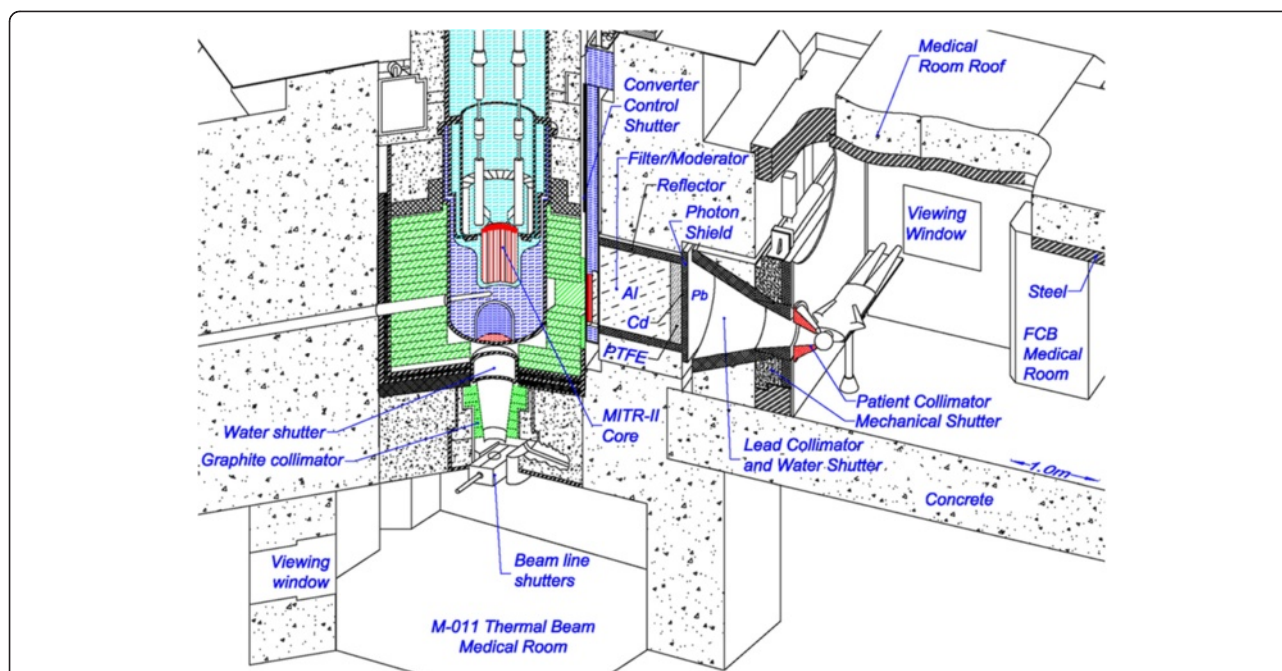 Medical
Room Roof
Converter
Control
Shutter
Filter/Moderator
Reflector
Photon
Shield
Viewing
Window
Al
Pb
Cd
PTFE
Steel
FCB
Medical
Room
Patient Collimator
Mechanical Shutter
Water shutter
Graphite collimator
MITR-II
Core
Lead Collimator
and Water Shutter
1.0m
Concrete
Viewing
window
Beam line
shutters
M-011 Thermal Beam
Medical Room